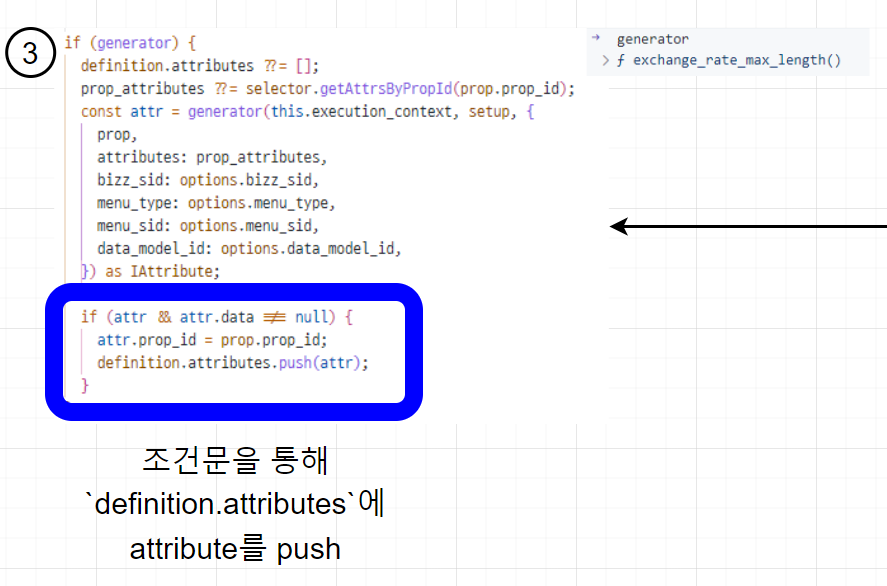 3
if (generator) {
definition.attributes ??= [];
prop_attributes ??= selector.getAttrsByPropId(prop.prop_id);
const attr = generator(this.execution_context, setup, {
prop,
attributes: prop_attributes,
bizz_sid: options.bizz_sid,
menu_type: options.menu_type,
menu_sid: options.menu_sid,
data_model_id: options.data_model_id,
}) as IAttribute;
if (attr && attr.data !== null) {
attr.prop_id = prop.prop_id;
definition.attributes.push(attr);
}
조건문을 통해
`definition.attributes`에
attribute를 push
→ generator
> ƒ exchange_rate_max_length()